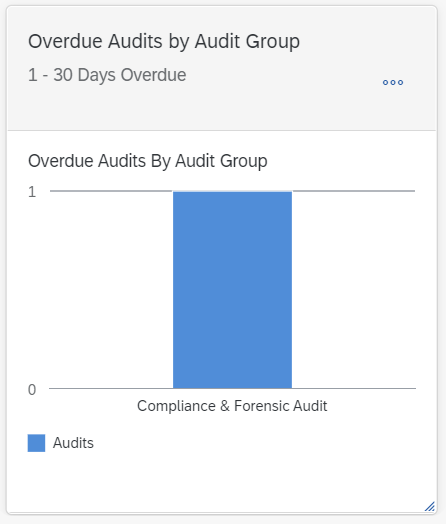 Overdue Audits by Audit Group
1 - 30 Days Overdue
Overdue Audits By Audit Group
1
0
Compliance & Forensic Audit
Audits